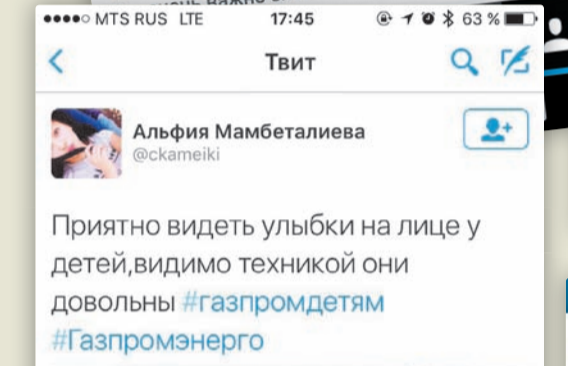 MTS RUS LTE 17:45 63 %
Твит
Альфия Мамбеталиева
@ckameiki
Приятно видеть улыбки на лице у
детей,видимо техникой они
довольны #газпромдетям
#Газпромэнерго